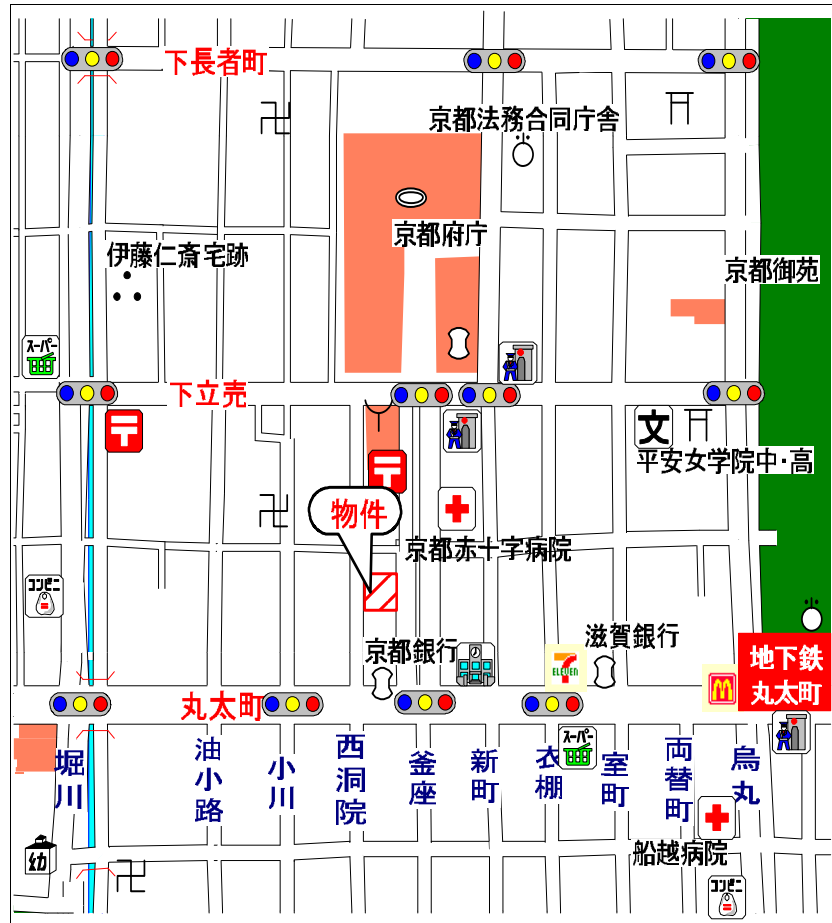 下長者町
京都法務合同庁舎
京都府庁
伊藤仁斎宅跡
京都御苑
スーパー
下立売
文
平安女学院中・高
物件
京都赤十字病院
コンビニ
京都銀行
滋賀銀行
7
ELEVEN
地下鉄
丸太町
M
丸太町
スーパー
堀川
油小路
小川
西洞院
釜座
新町
衣棚
室町
両替町
烏丸
船越病院
幼
コンビニ